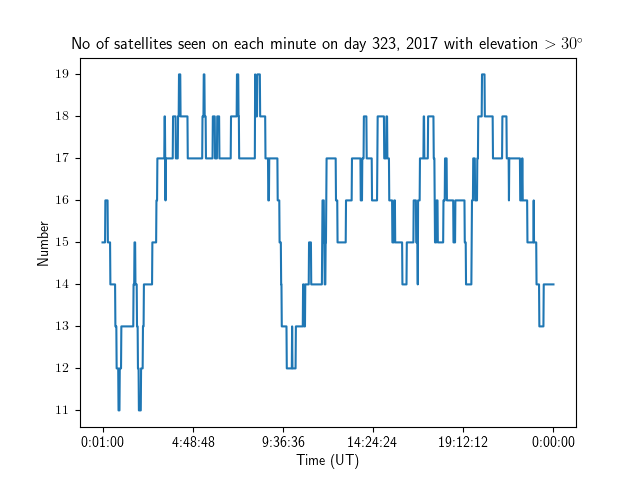 No of satellites seen on each minute on day 323, 2017 with elevation > 30°
19
18
17
16
15
14
13
12
11
Number
0:01:00 4:48:48 9:36:36 14:24:24 19:12:12 0:00:00
Time (UT)